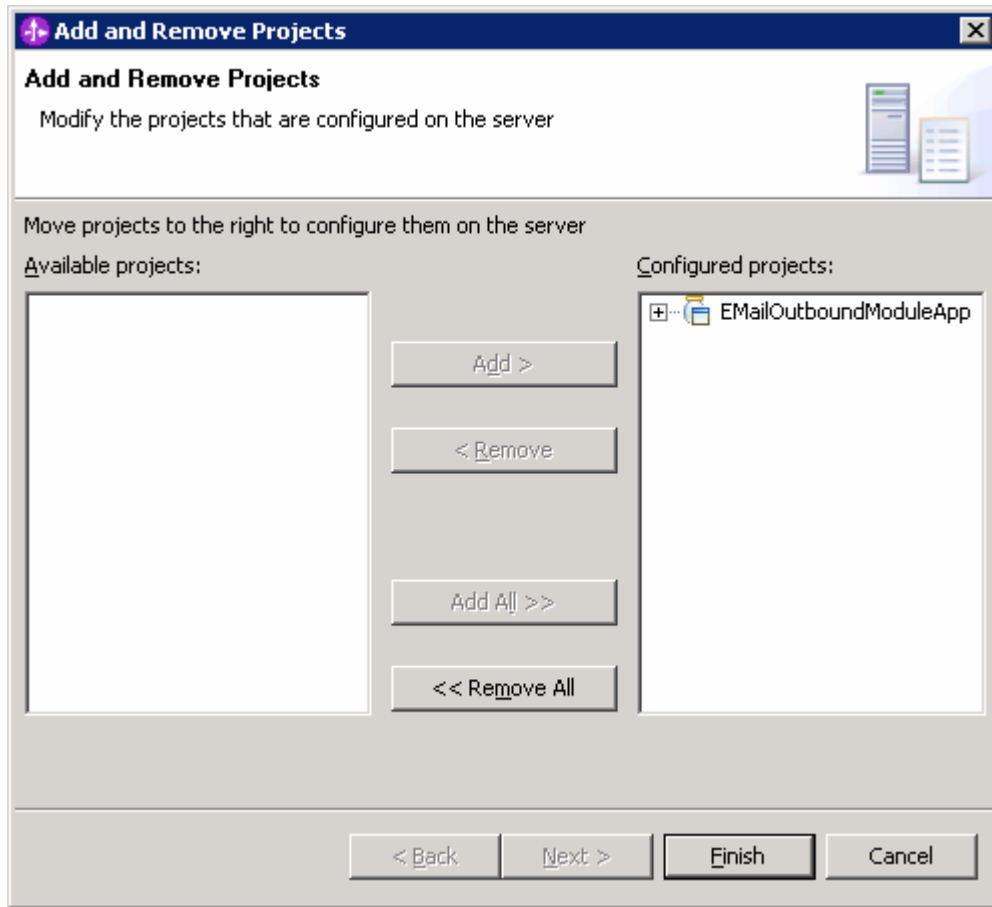 Add and Remove Projects
Add and Remove Projects
Modify the projects that are configured on the server
Move projects to the right to configure them on the server
Available projects:
Configured projects:
EMailOutboundModuleApp
Add >
< Remove
Add All >>
<< Remove All
< Back
Next >
Finish
Cancel